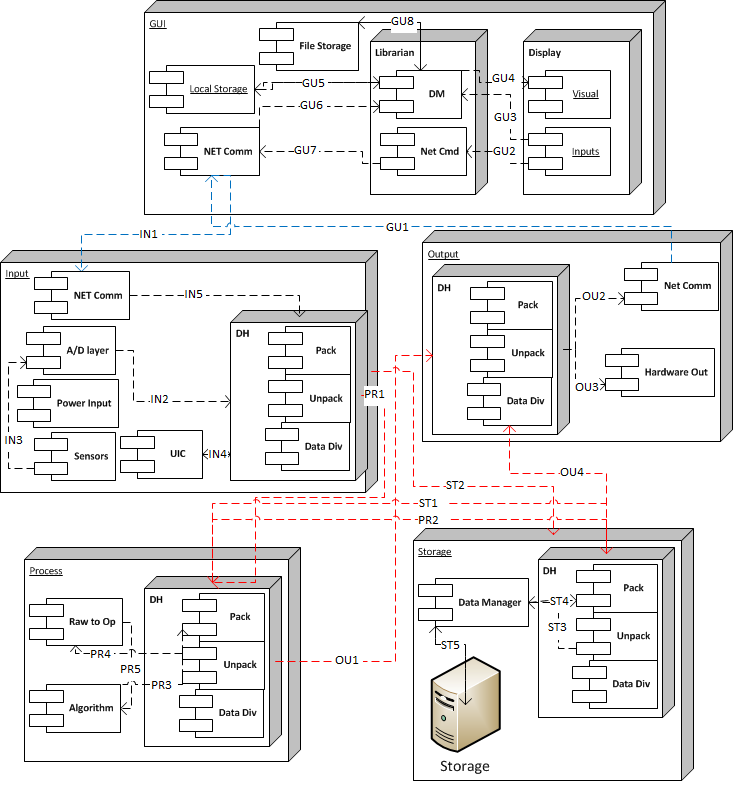 GUI
GU8
File Storage
Librarian
Display
Local Storage
GU5
DM
GU4
Visual
GU6
GU3
NET Comm
GU7
Net Cmd
GU2
Inputs
GU1
IN1
Input
NET Comm
IN5
DH
A/D layer
Pack
IN2
Power Input
Unpack
PR1
IN3
Sensors
UIC
IN4
Data Div
Output
DH
Pack
OU2
Net Comm
Unpack
Hardware Out
Data Div
OU3
OU4
ST2
ST1
PR2
Process
DH
Raw to Op
Pack
PR4
PR5
Unpack
OU1
PR3
Algorithm
Data Div
Storage
DH
Data Manager
ST4
Pack
ST3
Unpack
ST5
Data Div
Storage